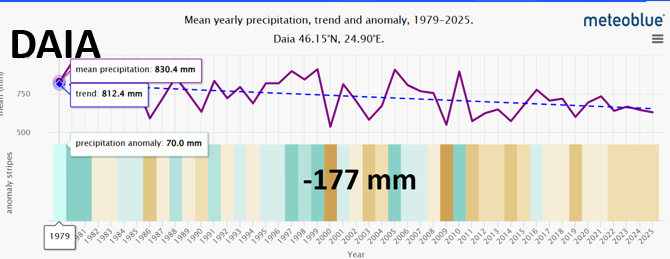 Mean yearly precipitation, trend and anomaly, 1979-2025.
meteoblue®
Daia 46.15°N, 24.90°E.
DAIA
mean precipitation: 830.4 mm
trend: 812.4 mm
mean (mm)
750
500
precipitation anomaly: 70.0 mm
anomaly stripes
-177 mm
1979
1981 1982 1983 1984 1985 1986 1987 1988 1989 1990 1991 1992 1993 1994 1995 1996 1997 1998 1999 2000 2001 2002 2003 2004 2005 2006 2007 2008 2009 2010 2011 2012 2013 2014 2015 2016 2017 2018 2019 2020 2021 2022 2023 2024 2025
Year